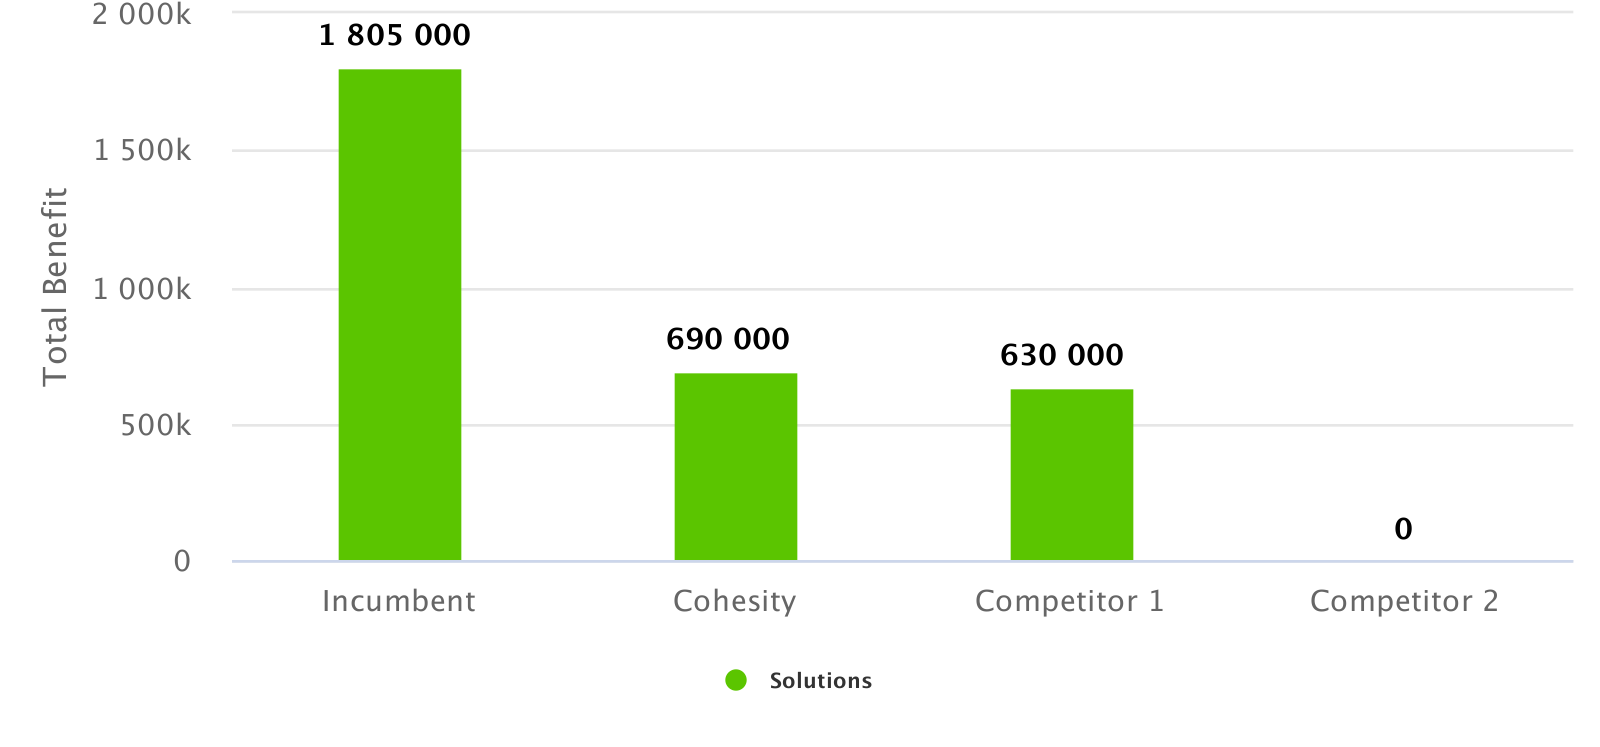 2 000k
1 500k
1 000k
500k
0
Total Benefit
1 805 000
690 000
630 000
0
Incumbent
Cohesity
Competitor 1
Competitor 2
Solutions